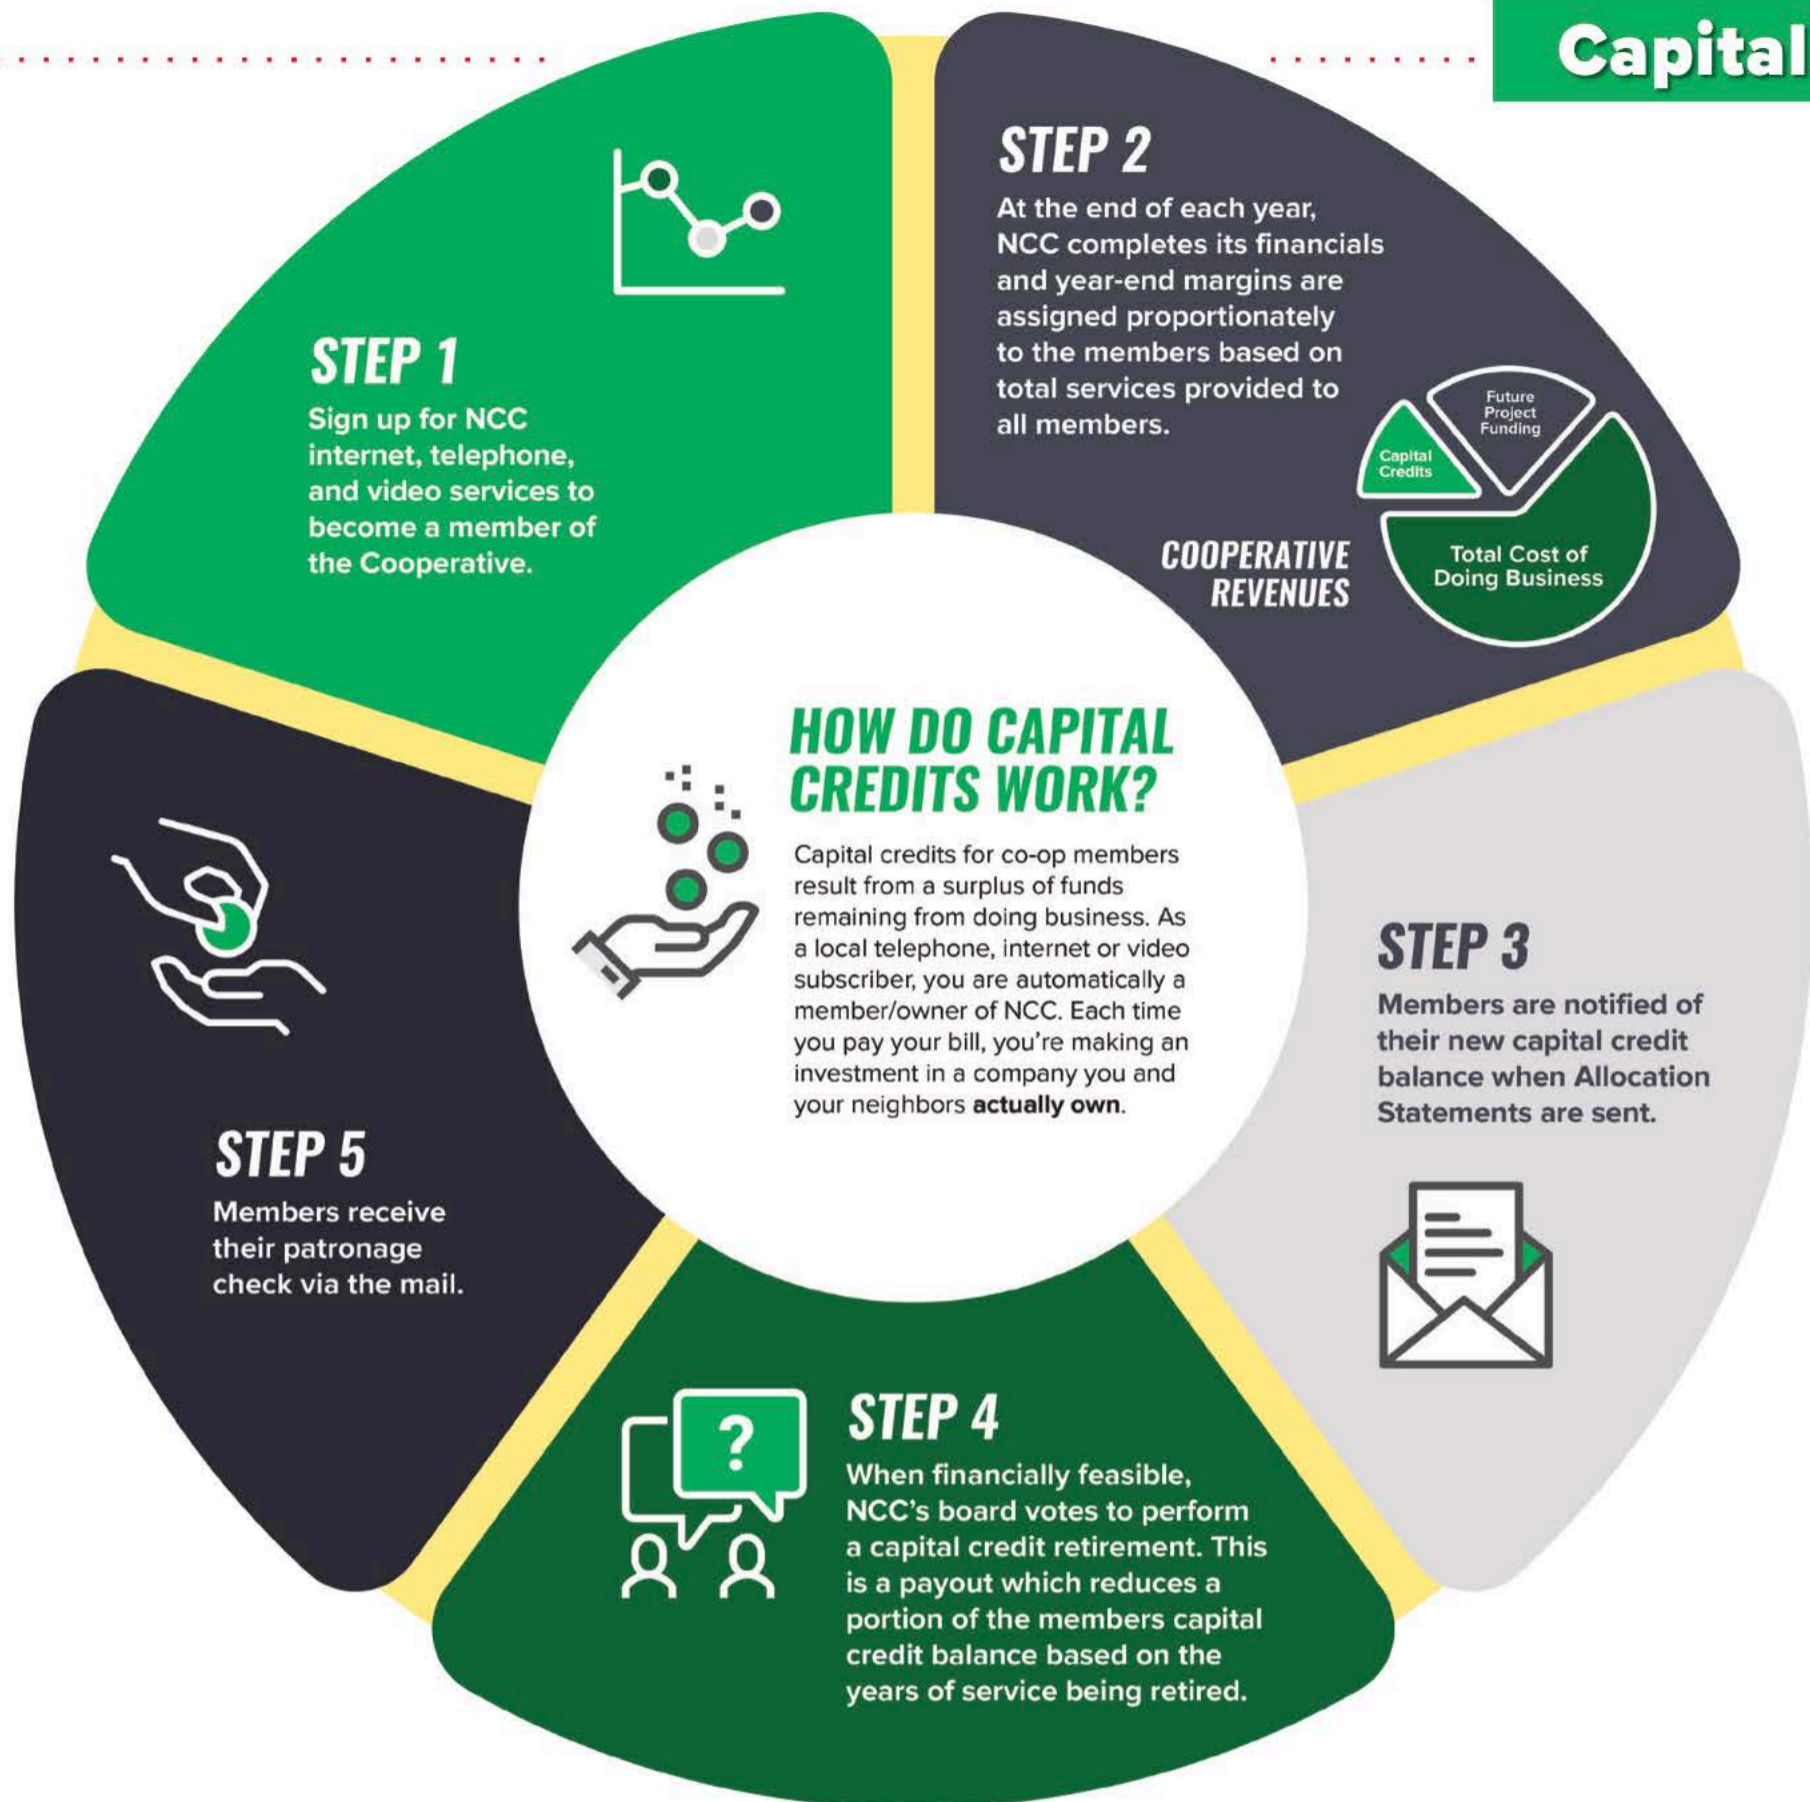 Capital
STEP 1
Sign up for NCC
internet, telephone,
and video services to
become a member of
the Cooperative.
STEP 2
At the end of each year,
NCC completes its financials
and year-end margins are
assigned proportionately
to the members based on
total services provided to
all members.
Future
Project
Funding
Capital
Credits
Total Cost of
Doing Business
COOPERATIVE
REVENUES
HOW DO CAPITAL
CREDITS WORK?
Capital credits for co-op members
result from a surplus of funds
remaining from doing business. As
a local telephone, internet or video
subscriber, you are automatically a
member/owner of NCC. Each time
you pay your bill, you're making an
investment in a company you and
your neighbors actually own.
STEP 3
Members are notified of
their new capital credit
balance when Allocation
Statements are sent.
STEP 4
When financially feasible,
NCC's board votes to perform
a capital credit retirement. This
is a payout which reduces a
portion of the members capital
credit balance based on the
years of service being retired.
?
STEP 5
Members receive
their patronage
check via the mail.